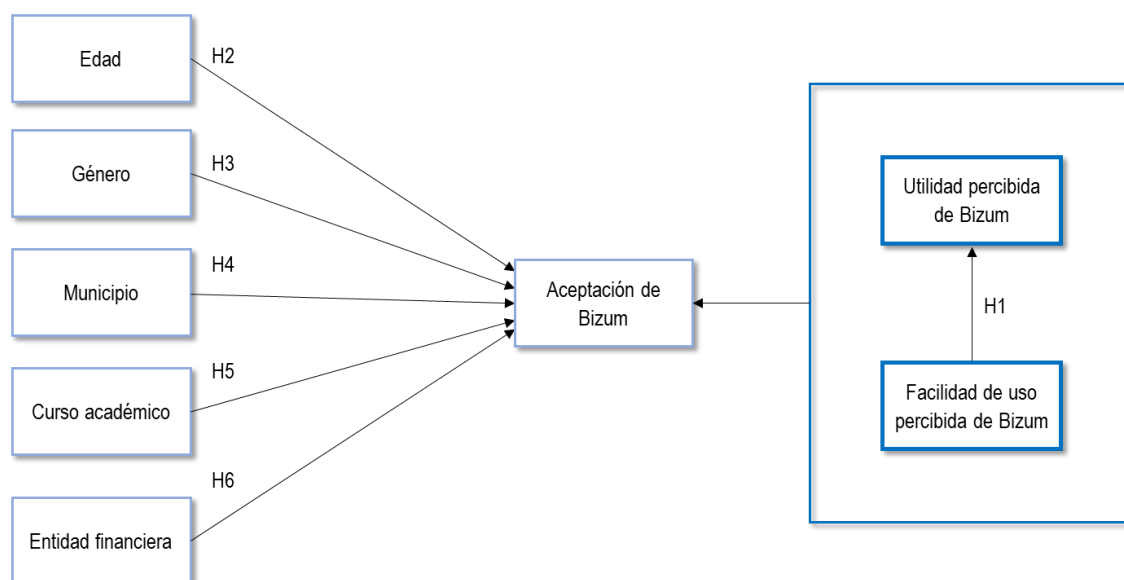 Edad
H2
Género
H3
Municipio
H4
Curso académico
H5
Entidad financiera
H6
Aceptación de
Bizum
Utilidad percibida
de Bizum
H1
Facilidad de uso
percibida de Bizum